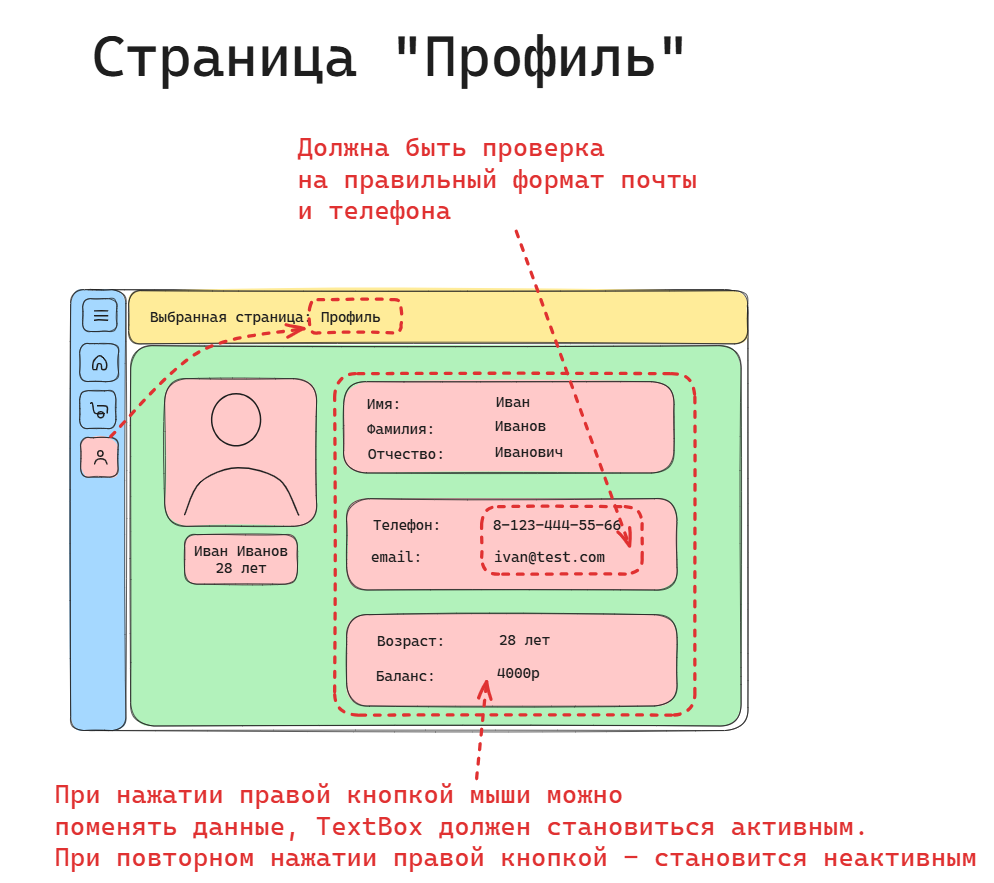 Страница "Профиль"
Должна быть проверка
на правильный формат почты
и телефона
Выбранная страница: Профиль
Имя: Иван
Фамилия: Иванов
Отчество: Иванович
Телефон: 8-123-444-55-66
email: ivan@test.com
Иван Иванов
28 лет
Возраст: 28 лет
Баланс: 4000р
При нажатии правой кнопкой мыши можно
поменять данные, TextBox должен становиться активным.
При повторном нажатии правой кнопкой - становится неактивным